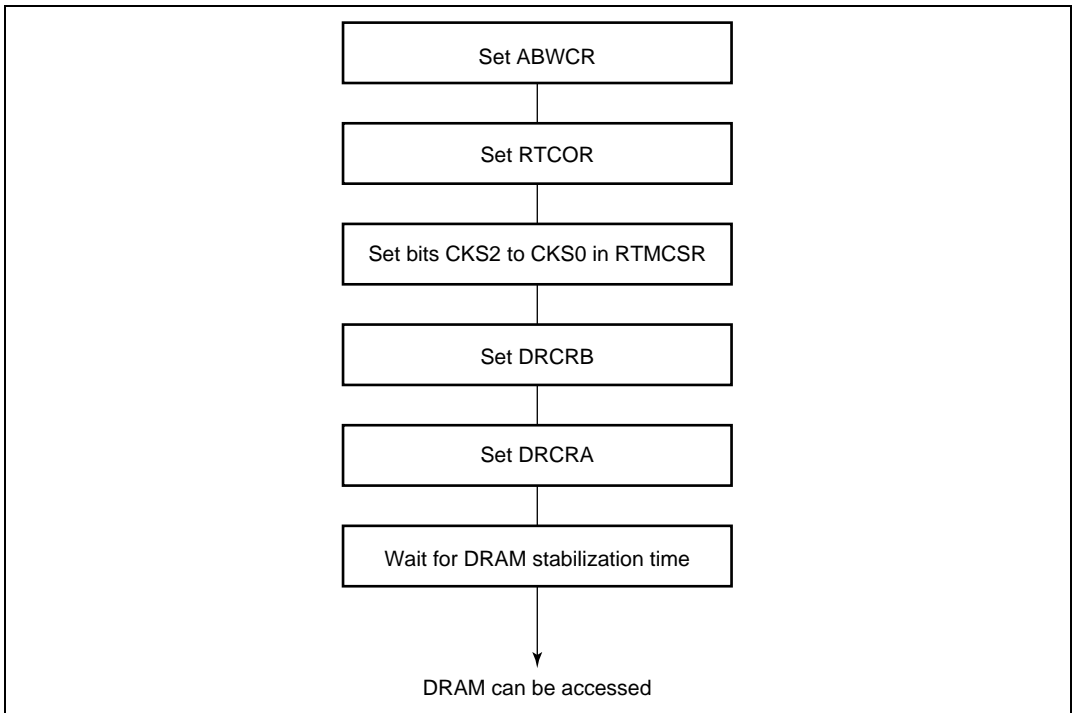 Set ABWCR
Set RTCOR
Set bits CKS2 to CKS0 in RTMCSR
Set DRCRB
Set DRCRA
Wait for DRAM stabilization time
DRAM can be accessed